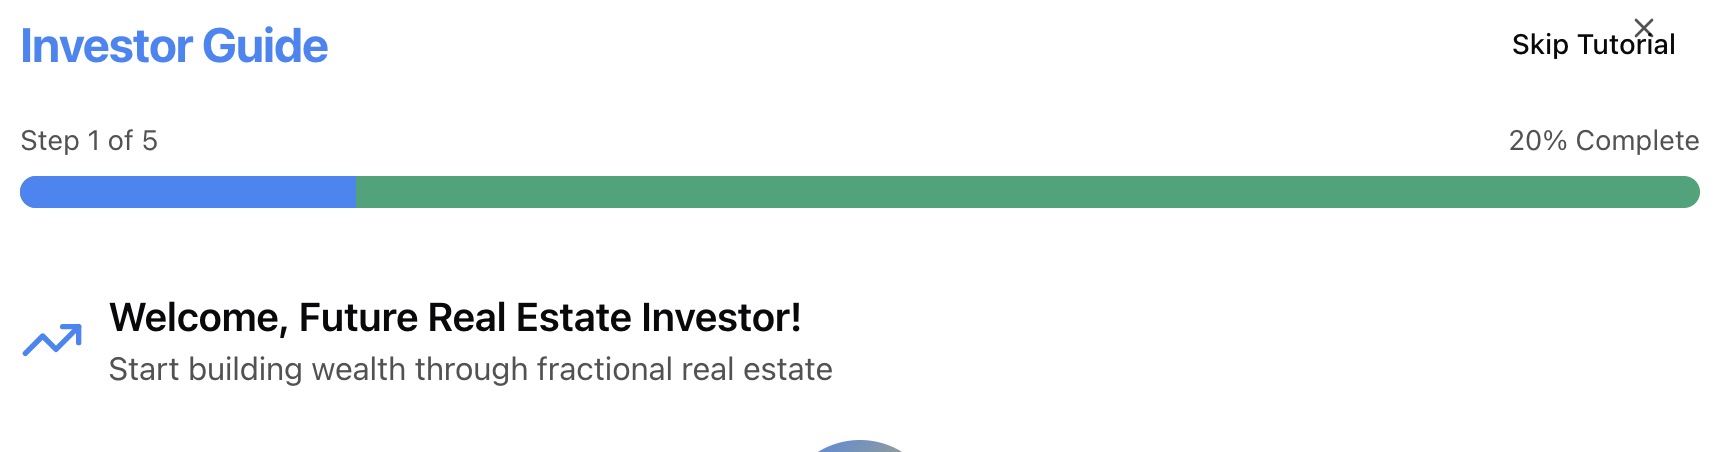 Investor Guide
Skip Tutorial
Step 1 of 5
20% Complete
Welcome, Future Real Estate Investor!
Start building wealth through fractional real estate